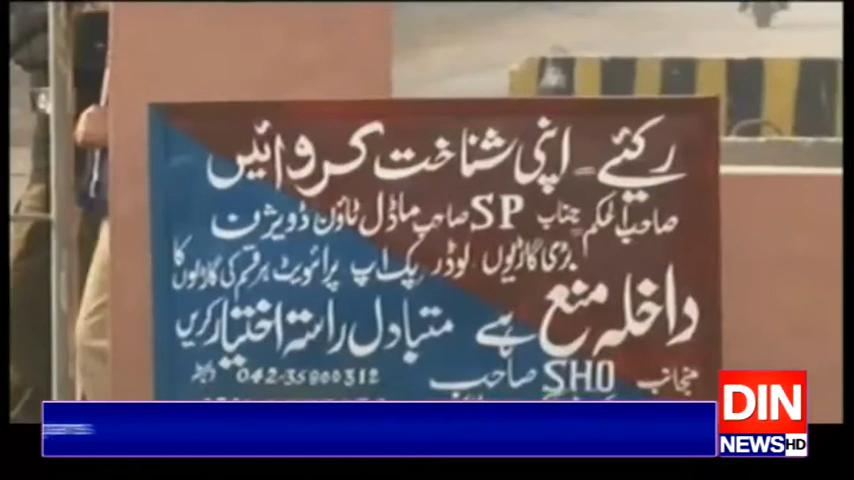 رکیئے = اپنی شناخت کروائیں
صاحب الحکم جناب SP صاحب ماڈل ٹاؤن ڈویژن
بڑی گاڑیوں لوڈر پک اپ پرائیویٹ ہر قسم کی گاڑیوں کا
داخلہ منع ہے متبادل راستہ اختیار کریں
منجانب SHO صاحب 042-35900312
DIN
NEWS HD